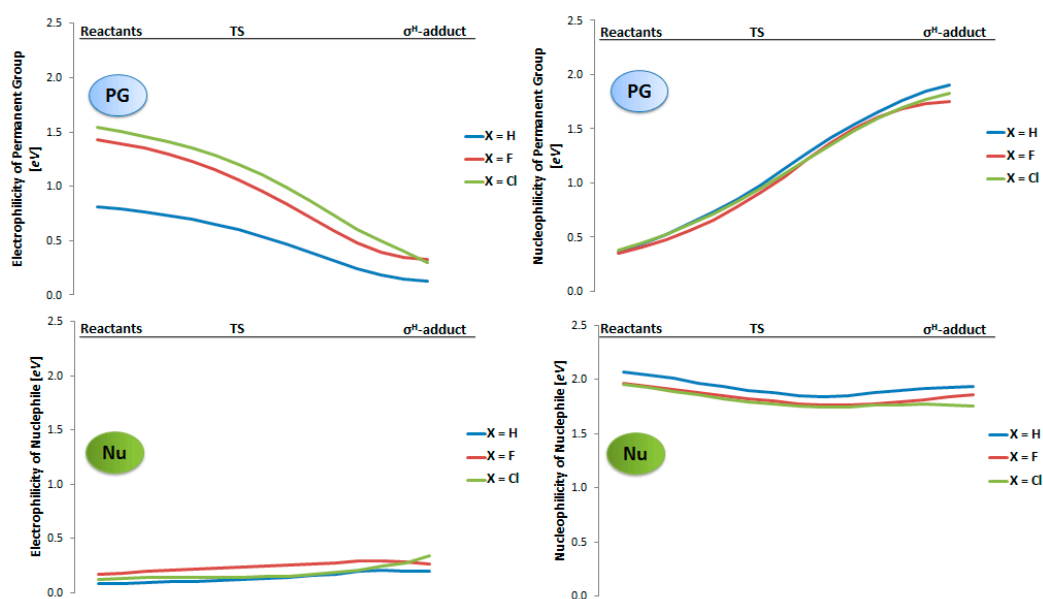 Electrophilicity of Permanent Group
[eV]
2.5
2.0
1.5
1.0
0.5
0.0
Reactants TS σᴴ-adduct
PG
X = H
X = F
X = Cl
Nucleophilicity of Permanent Group
[eV]
2.5
2.0
1.5
1.0
0.5
0.0
Reactants TS σᴴ-adduct
PG
X = H
X = F
X = Cl
Electrophilicity of Nuclephile [eV]
2.5
2.0
1.5
1.0
0.5
0.0
Reactants TS σᴴ-adduct
Nu
X = H
X = F
X = Cl
Nucleophilicity of Nucleophile [eV]
2.5
2.0
1.5
1.0
0.5
0.0
Reactants TS σᴴ-adduct
Nu
X = H
X = F
X = Cl